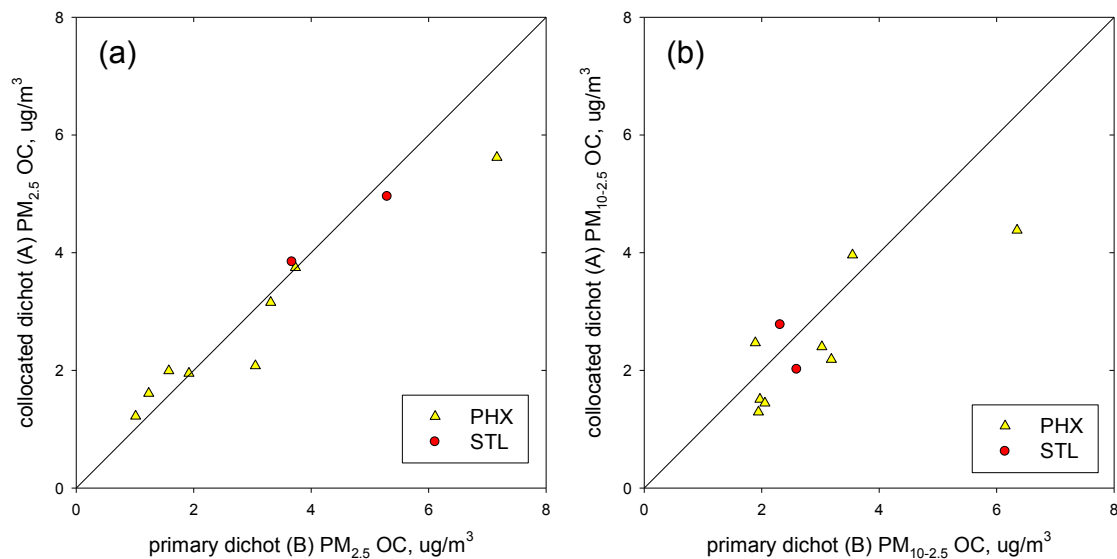 (a)
8
6
4
2
0
collocated dichot (A) PM2.5 OC, ug/m3
PHX
STL
0 2 4 6 8
primary dichot (B) PM2.5 OC, ug/m3
(b)
8
6
4
2
0
collocated dichot (A) PM10-2.5 OC, ug/m3
PHX
STL
0 2 4 6 8
primary dichot (B) PM10-2.5 OC, ug/m3